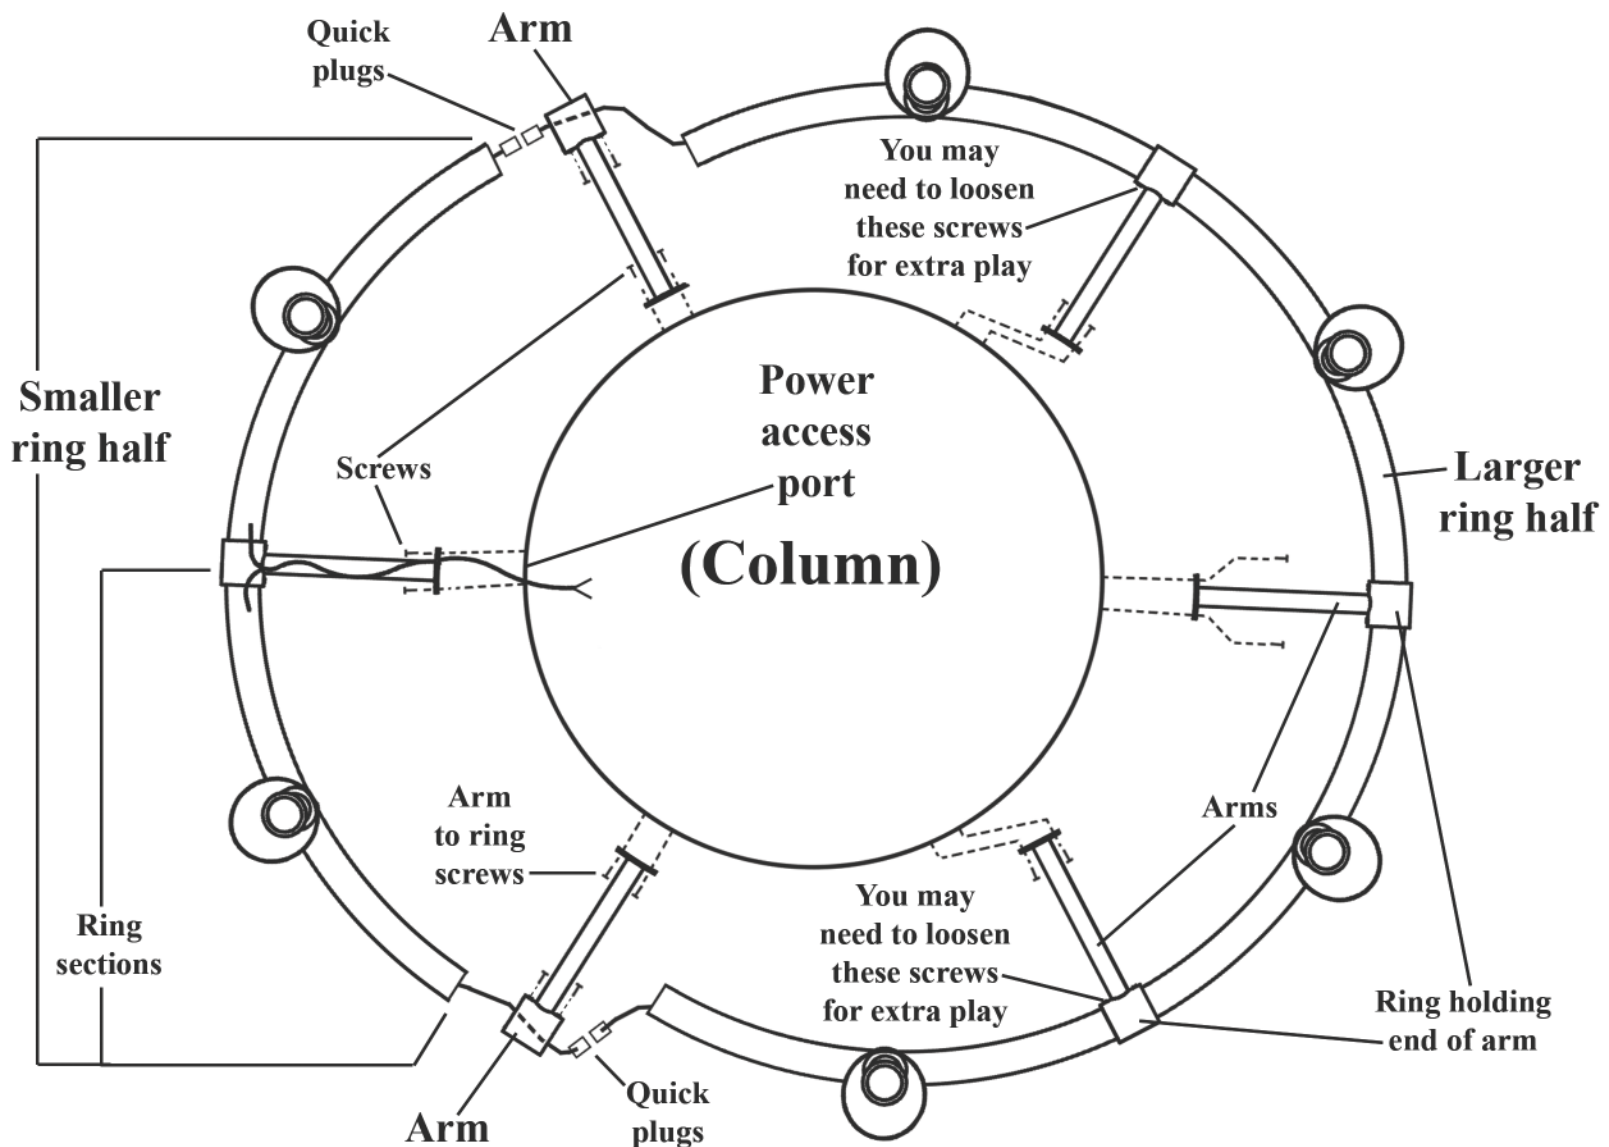 Quick
plugs
Arm
You may
need to loosen
these screws
for extra play
Smaller
ring half
Screws
Power
access
port
(Column)
Larger
ring half
Arm
to ring
screws
Arms
Ring
sections
You may
need to loosen
these screws
for extra play
Ring holding
end of arm
Arm
Quick
plugs